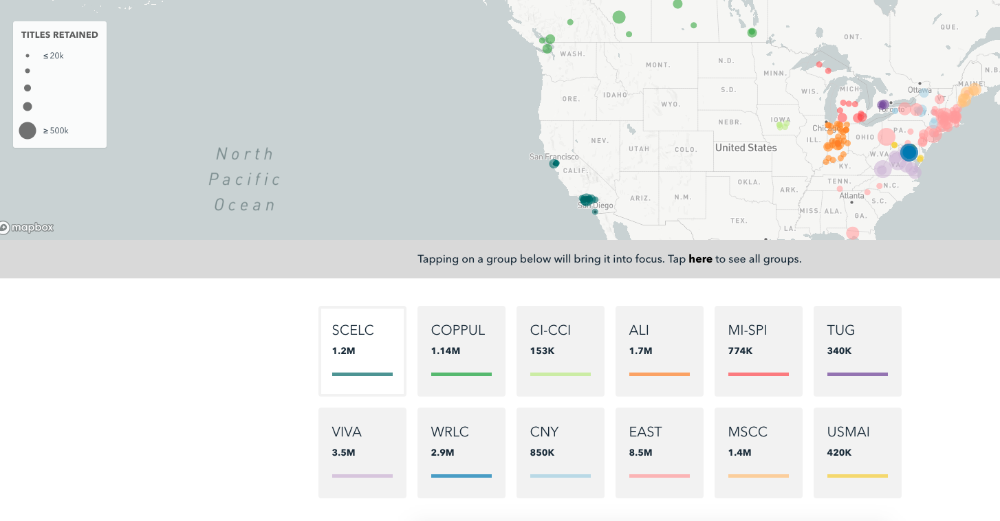 TITLES RETAINED
≤ 20k
≥ 500k
QUE.
ONT.
WASH.
MONT.
N.D.
MINN.
N.B.
MAINE
Ottawa
VT.
ORE.
IDAHO
S.D.
WIS.
MICH.
Toronto
N.Y.
WYO.
NEBR.
IOWA
Chicago
PA.
NEV.
UTAH
COLO.
United States
ILL.
OHIO
W.VA.
VA.
North
Pacific
Ocean
San Francisco
CALIF.
KY.
OKLA.
TENN.
N.C.
ARIZ.
N.M.
ARK.
Atlanta
S.C.
San Diego
MISS.
ALA.
GA.
TEX.
LA.
mapbox
Tapping on a group below will bring it into focus. Tap here to see all groups.
SCELC
1.2M
COPPUL
1.14M
CI-CCI
153K
ALI
1.7M
MI-SPI
774K
TUG
340K
VIVA
3.5M
WRLC
2.9M
CNY
850K
EAST
8.5M
MSCC
1.4M
USMAI
420K